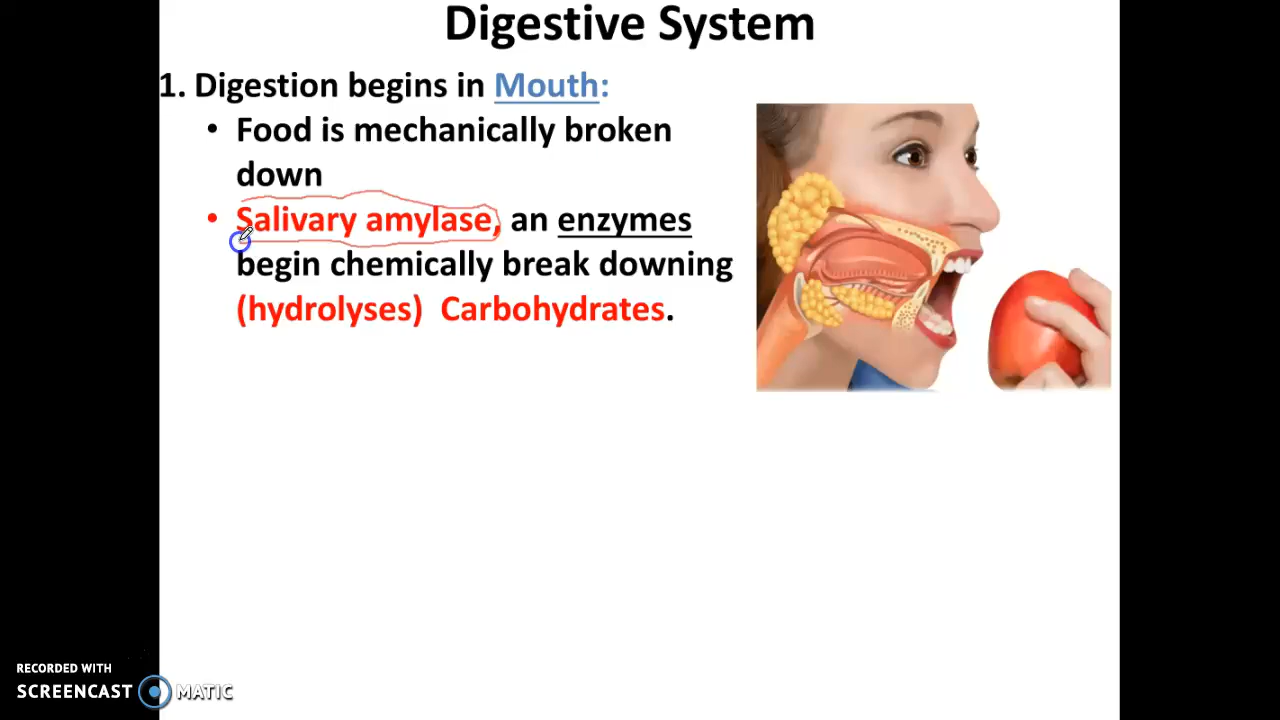 Digestive System
1. Digestion begins in Mouth:
• Food is mechanically broken
down
• Salivary amylase, an enzymes
begin chemically break downing
(hydrolyses) Carbohydrates.
RECORDED WITH
SCREENCAST MATIC